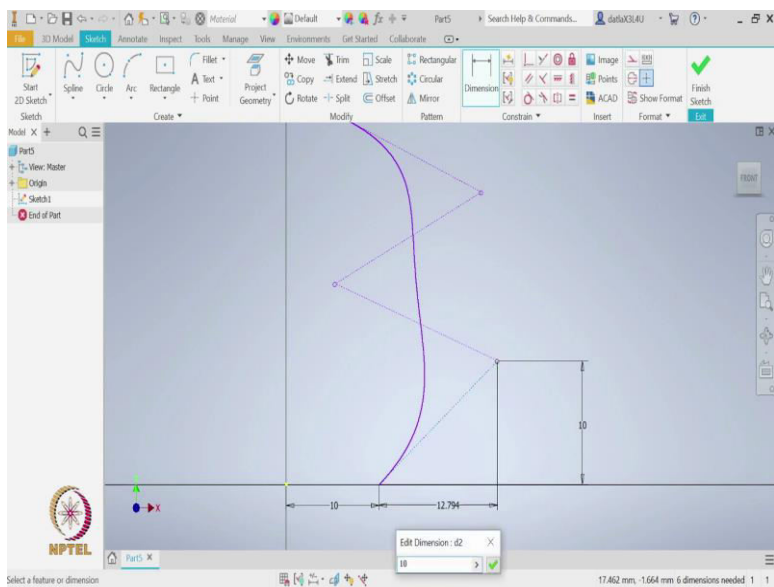 Material Default Part5 Search Help & Commands... datlaX3L4U
File 3D Model Sketch Annotate Inspect Tools Manage View Environments Get Started Collaborate
Start 2D Sketch Spline Circle Arc Rectangle Fillet Text Point Project Geometry Move Trim Scale Copy Extend Stretch Rotate Split Offset Rectangular Circular Mirror Dimension Image Points ACAD Show Format Finish Sketch
Sketch Create Modify Pattern Constrain Insert Format Exit
Model X +
Part5
View: Master
Origin
Sketch1
End of Part
FRONT
10
10
12.794
X
NPTEL
Edit Dimension : d2 X
10
Part5 X
Select a feature or dimension
17.462 mm, -1.664 mm 6 dimensions needed 1